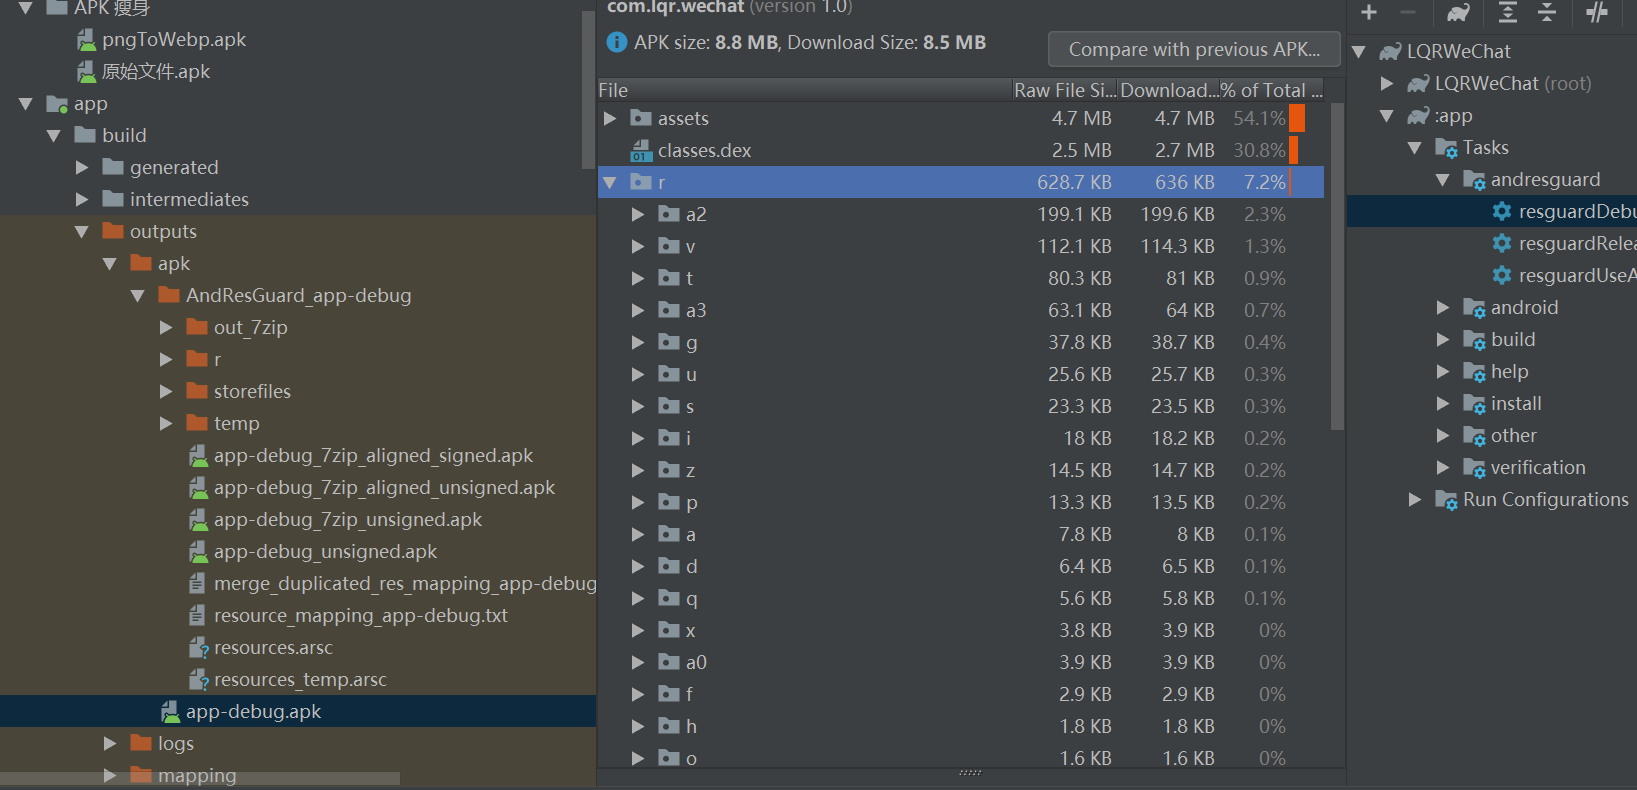 APK 瘦身
pngToWebp.apk
原始文件.apk
app
build
generated
intermediates
outputs
apk
AndResGuard_app-debug
out_7zip
r
storefiles
temp
app-debug_7zip_aligned_signed.apk
app-debug_7zip_aligned_unsigned.apk
app-debug_7zip_unsigned.apk
app-debug_unsigned.apk
merge_duplicated_res_mapping_app-debug
resource_mapping_app-debug.txt
resources.arsc
resources_temp.arsc
app-debug.apk
logs
mapping
com.lqr.wechat (version 1.0)
APK size: 8.8 MB, Download Size: 8.5 MB
Compare with previous APK...
File Raw File Si... Download... % of Total ...
assets 4.7 MB 4.7 MB 54.1%
01 classes.dex 2.5 MB 2.7 MB 30.8%
r 628.7 KB 636 KB 7.2%
a2 199.1 KB 199.6 KB 2.3%
v 112.1 KB 114.3 KB 1.3%
t 80.3 KB 81 KB 0.9%
a3 63.1 KB 64 KB 0.7%
g 37.8 KB 38.7 KB 0.4%
u 25.6 KB 25.7 KB 0.3%
s 23.3 KB 23.5 KB 0.3%
i 18 KB 18.2 KB 0.2%
z 14.5 KB 14.7 KB 0.2%
p 13.3 KB 13.5 KB 0.2%
a 7.8 KB 8 KB 0.1%
d 6.4 KB 6.5 KB 0.1%
q 5.6 KB 5.8 KB 0.1%
x 3.8 KB 3.9 KB 0%
a0 3.9 KB 3.9 KB 0%
f 2.9 KB 2.9 KB 0%
h 1.8 KB 1.8 KB 0%
o 1.6 KB 1.6 KB 0%
LQRWeChat
LQRWeChat (root)
:app
Tasks
andresguard
resguardDebu
resguardRelea
resguardUseA
android
build
help
install
other
verification
Run Configurations